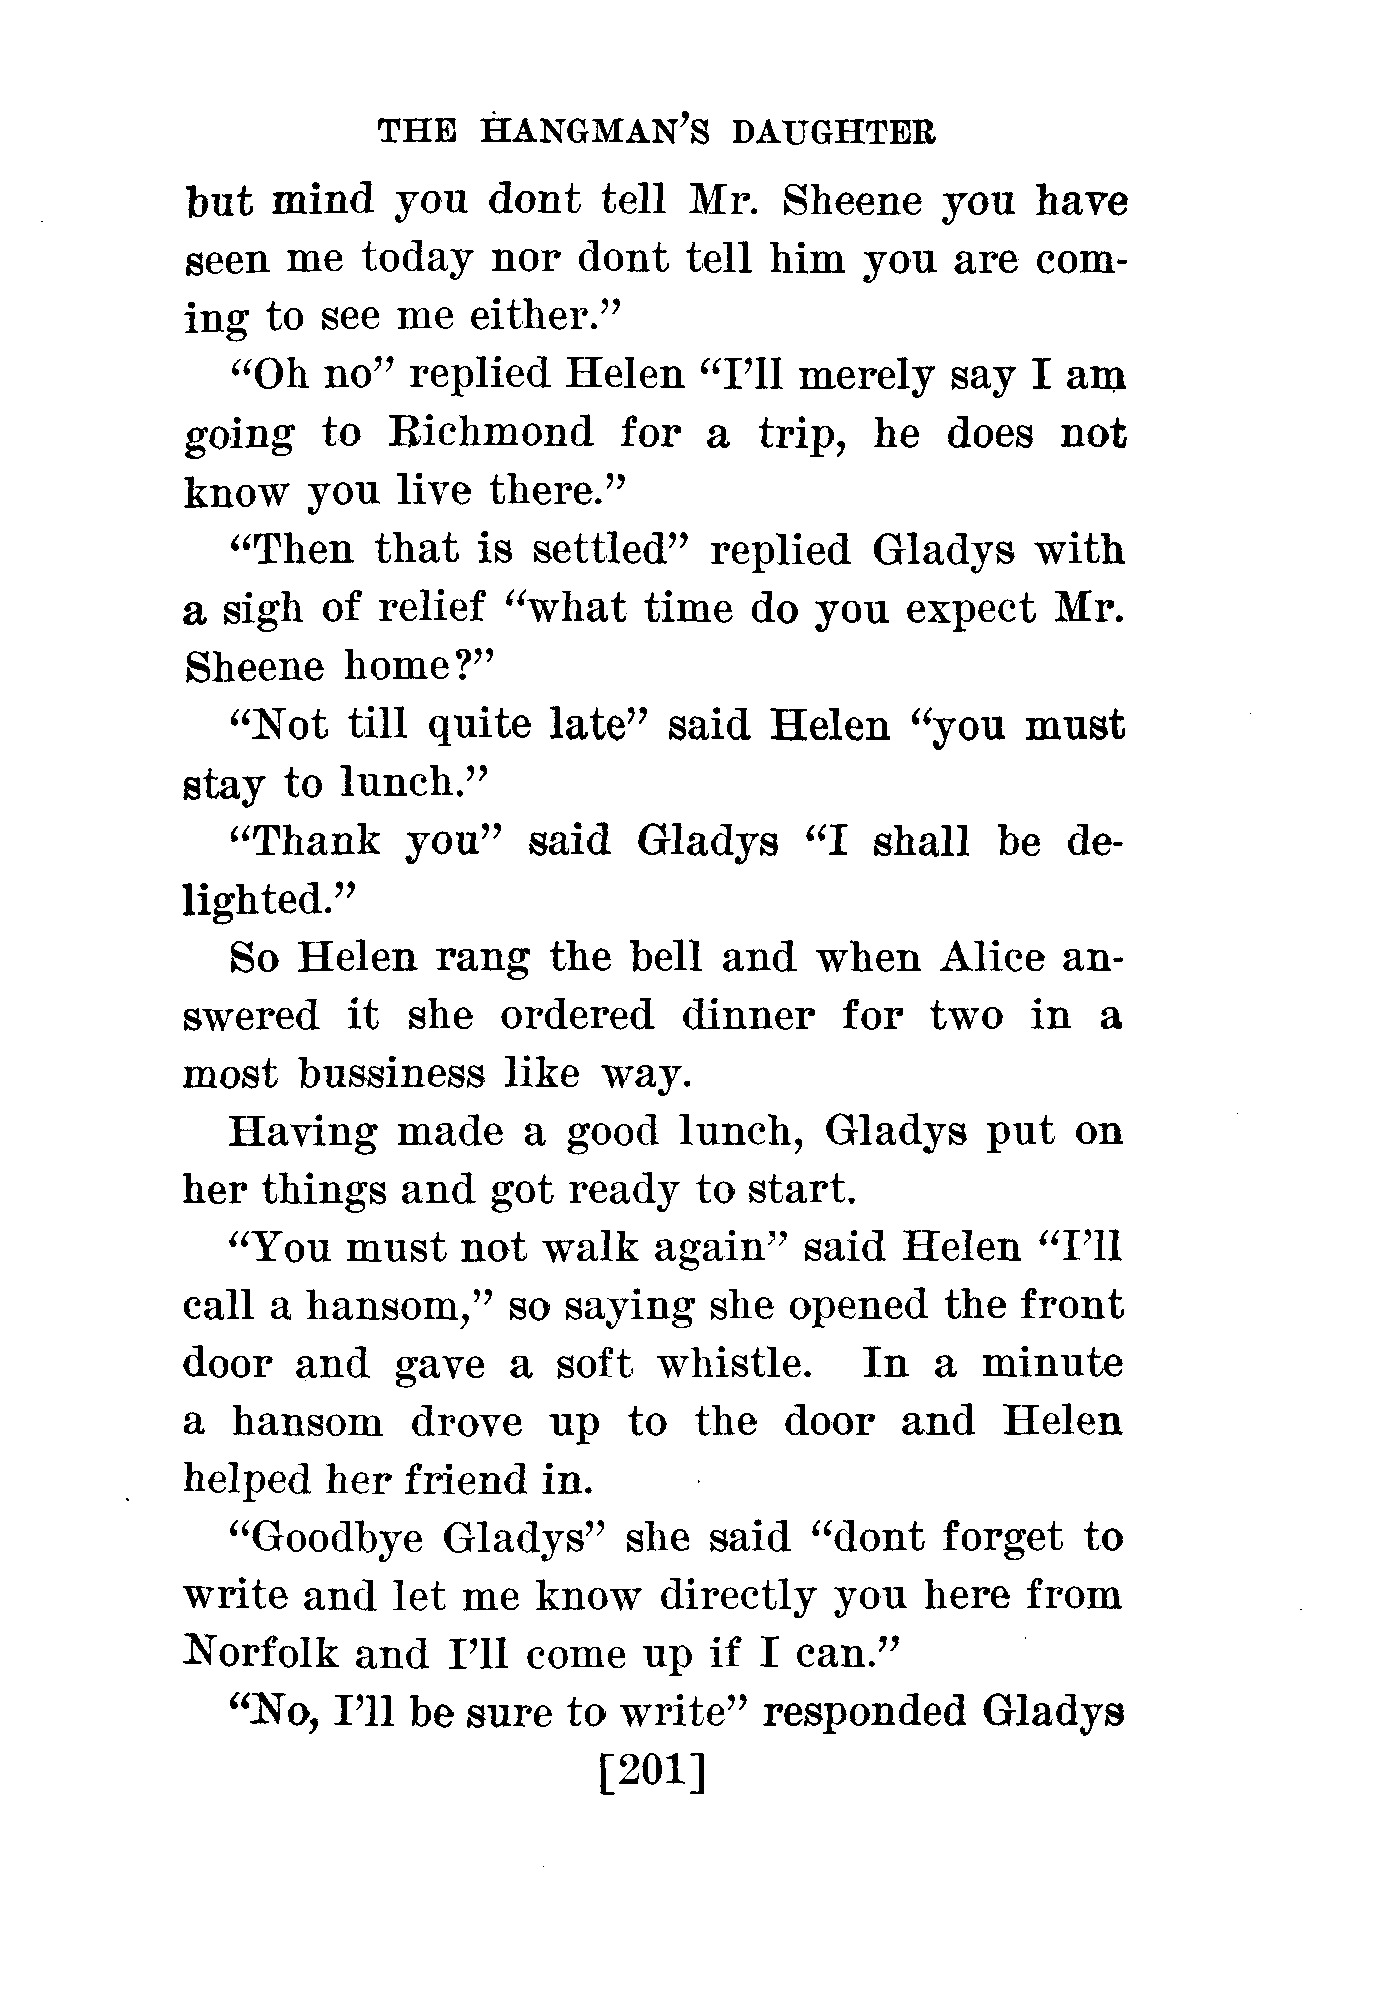 THE HANGMAN'S DAUGHTER
but mind you dont tell Mr. Sheene you have
seen me today nor dont tell him you are com-
ing to see me either."
"Oh no" replied Helen "I'll merely say I am
going to Richmond for a trip, he does not
know you live there."
"Then that is settled" replied Gladys with
a sigh of relief "what time do you expect Mr.
Sheene home?"
"Not till quite late" said Helen "you must
stay to lunch."
"Thank you" said Gladys "I shall be de-
lighted."
So Helen rang the bell and when Alice an-
swered it she ordered dinner for two in a
most bussiness like way.
Having made a good lunch, Gladys put on
her things and got ready to start.
"You must not walk again" said Helen "I'll
call a hansom," so saying she opened the front
door and gave a soft whistle. In a minute
a hansom drove up to the door and Helen
helped her friend in.
"Goodbye Gladys" she said "dont forget to
write and let me know directly you here from
Norfolk and I'll come up if I can."
"No, I'll be sure to write" responded Gladys
[201]